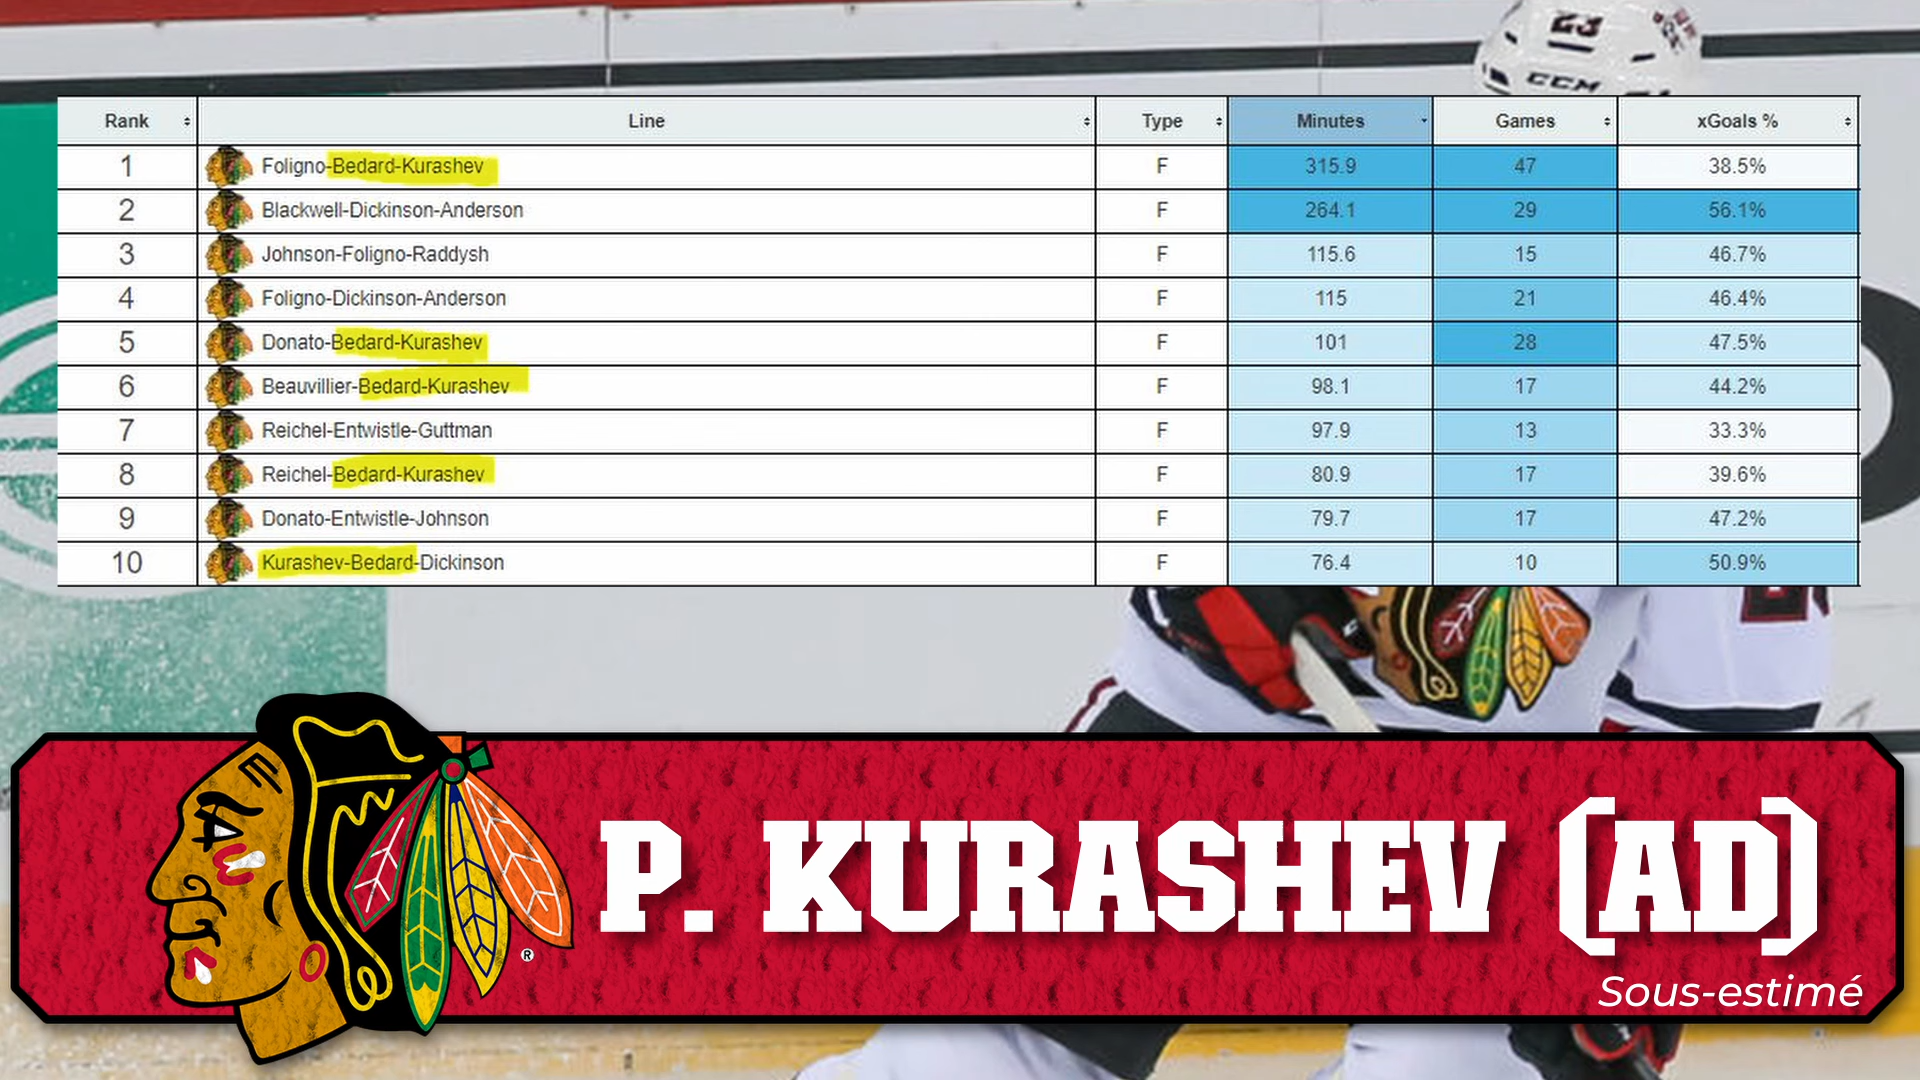 23
CCM
Rank Line Type Minutes Games xGoals %
1 Foligno-Bedard-Kurashev F 315.9 47 38.5%
2 Blackwell-Dickinson-Anderson F 264.1 29 56.1%
3 Johnson-Foligno-Raddysh F 115.6 15 46.7%
4 Foligno-Dickinson-Anderson F 115 21 46.4%
5 Donato-Bedard-Kurashev F 101 28 47.5%
6 Beauvillier-Bedard-Kurashev F 98.1 17 44.2%
7 Reichel-Entwistle-Guttman F 97.9 13 33.3%
8 Reichel-Bedard-Kurashev F 80.9 17 39.6%
9 Donato-Entwistle-Johnson F 79.7 17 47.2%
10 Kurashev-Bedard-Dickinson F 76.4 10 50.9%
P. KURASHEV (AD)
®
Sous-estimé